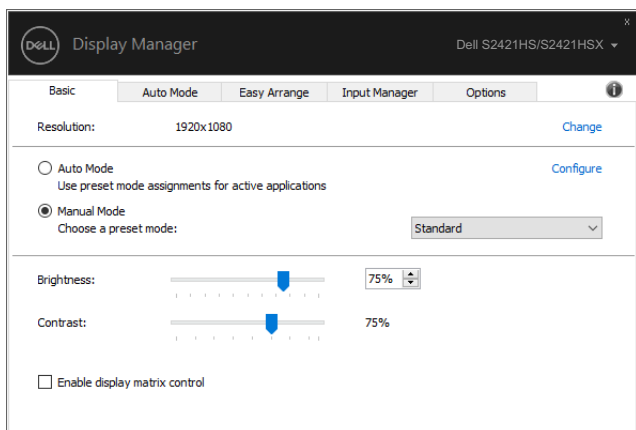 x
DELL Display Manager Dell S2421HS/S2421HSX
Basic Auto Mode Easy Arrange Input Manager Options i
Resolution: 1920x1080 Change
Auto Mode Configure
Use preset mode assignments for active applications
Manual Mode
Choose a preset mode: Standard
Brightness: 75%
Contrast: 75%
Enable display matrix control